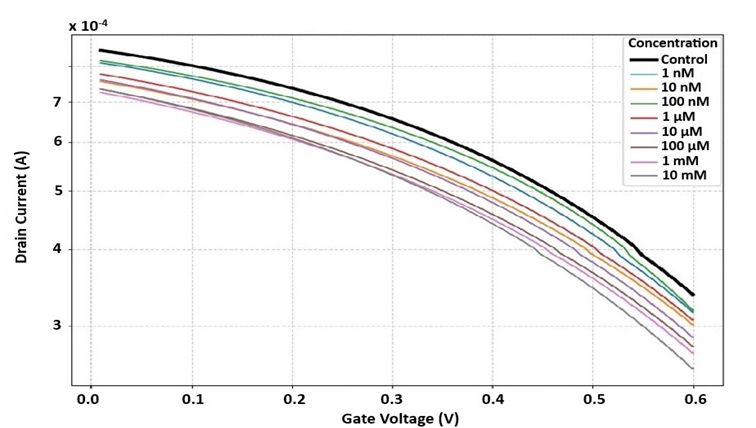 x 10⁻⁴
Concentration
Control
1 nM
10 nM
100 nM
1 µM
10 µM
100 µM
1 mM
10 mM
7
6
5
4
3
Drain Current (A)
0.0 0.1 0.2 0.3 0.4 0.5 0.6
Gate Voltage (V)